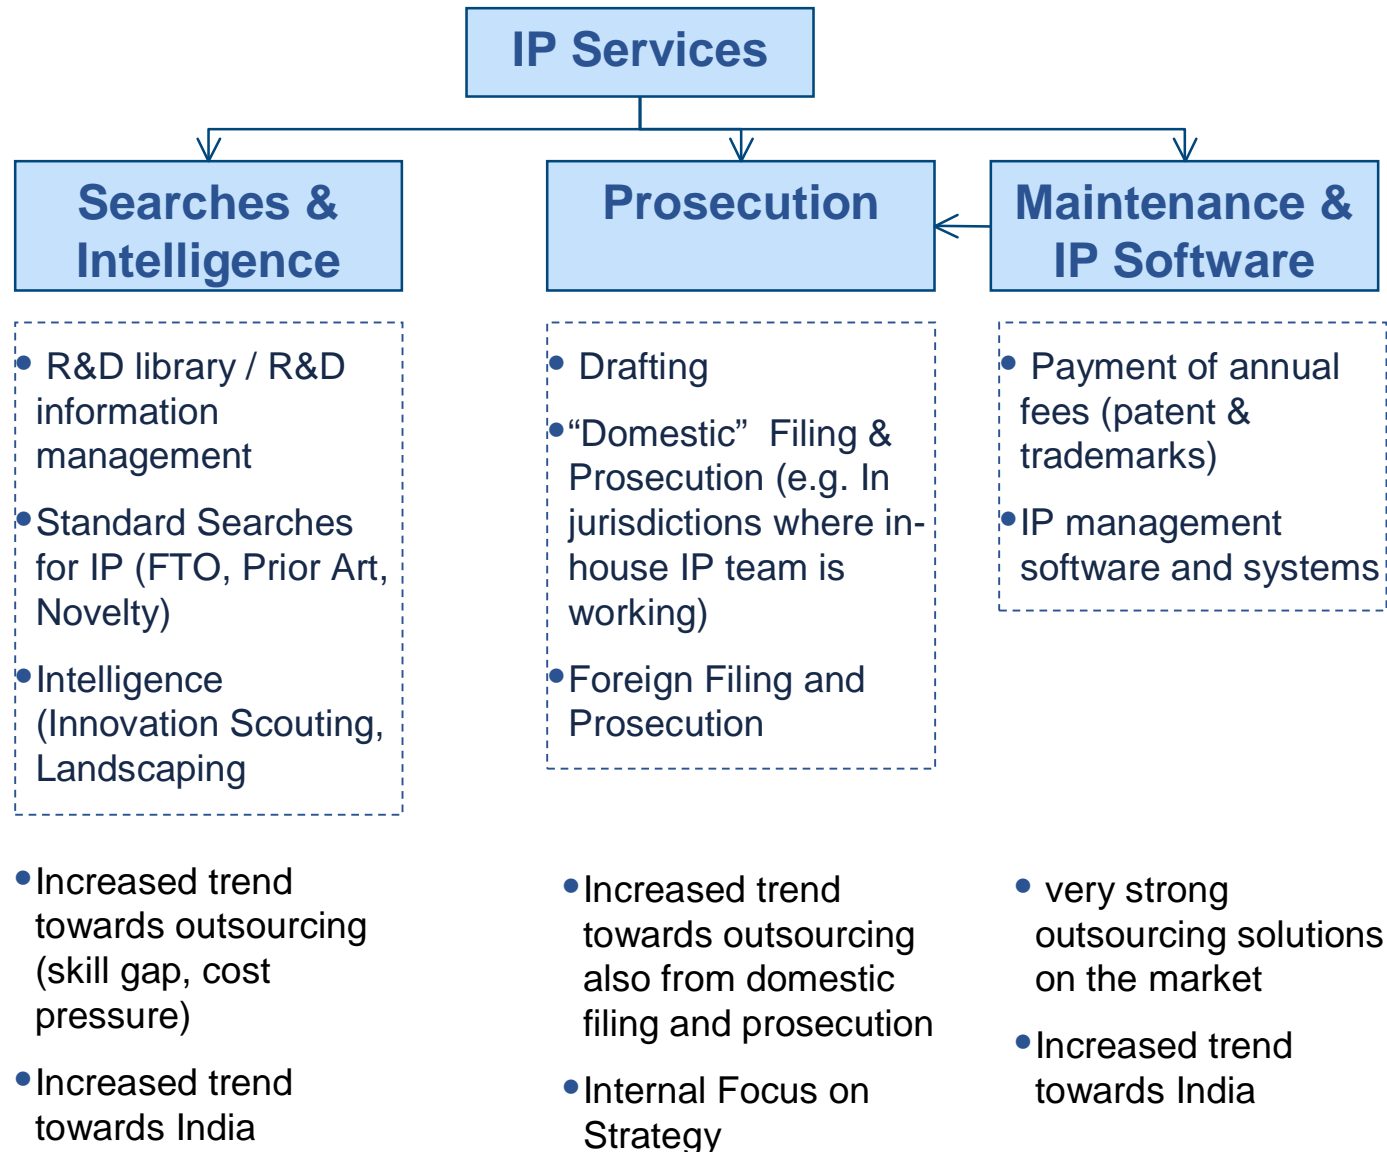 IP Services
Searches &
Intelligence
Prosecution
Maintenance &
IP Software
• R&D library / R&D
information
management
•Standard Searches
for IP (FTO, Prior Art,
Novelty)
•Intelligence
(Innovation Scouting,
Landscaping
• Drafting
•“Domestic” Filing &
Prosecution (e.g. In
jurisdictions where in-
house IP team is
working)
•Foreign Filing and
Prosecution
• Payment of annual
fees (patent &
trademarks)
•IP management
software and systems
•Increased trend
towards outsourcing
(skill gap, cost
pressure)
•Increased trend
towards India
•Increased trend
towards outsourcing
also from domestic
filing and prosecution
•Internal Focus on
Strategy
• very strong
outsourcing solutions
on the market
•Increased trend
towards India